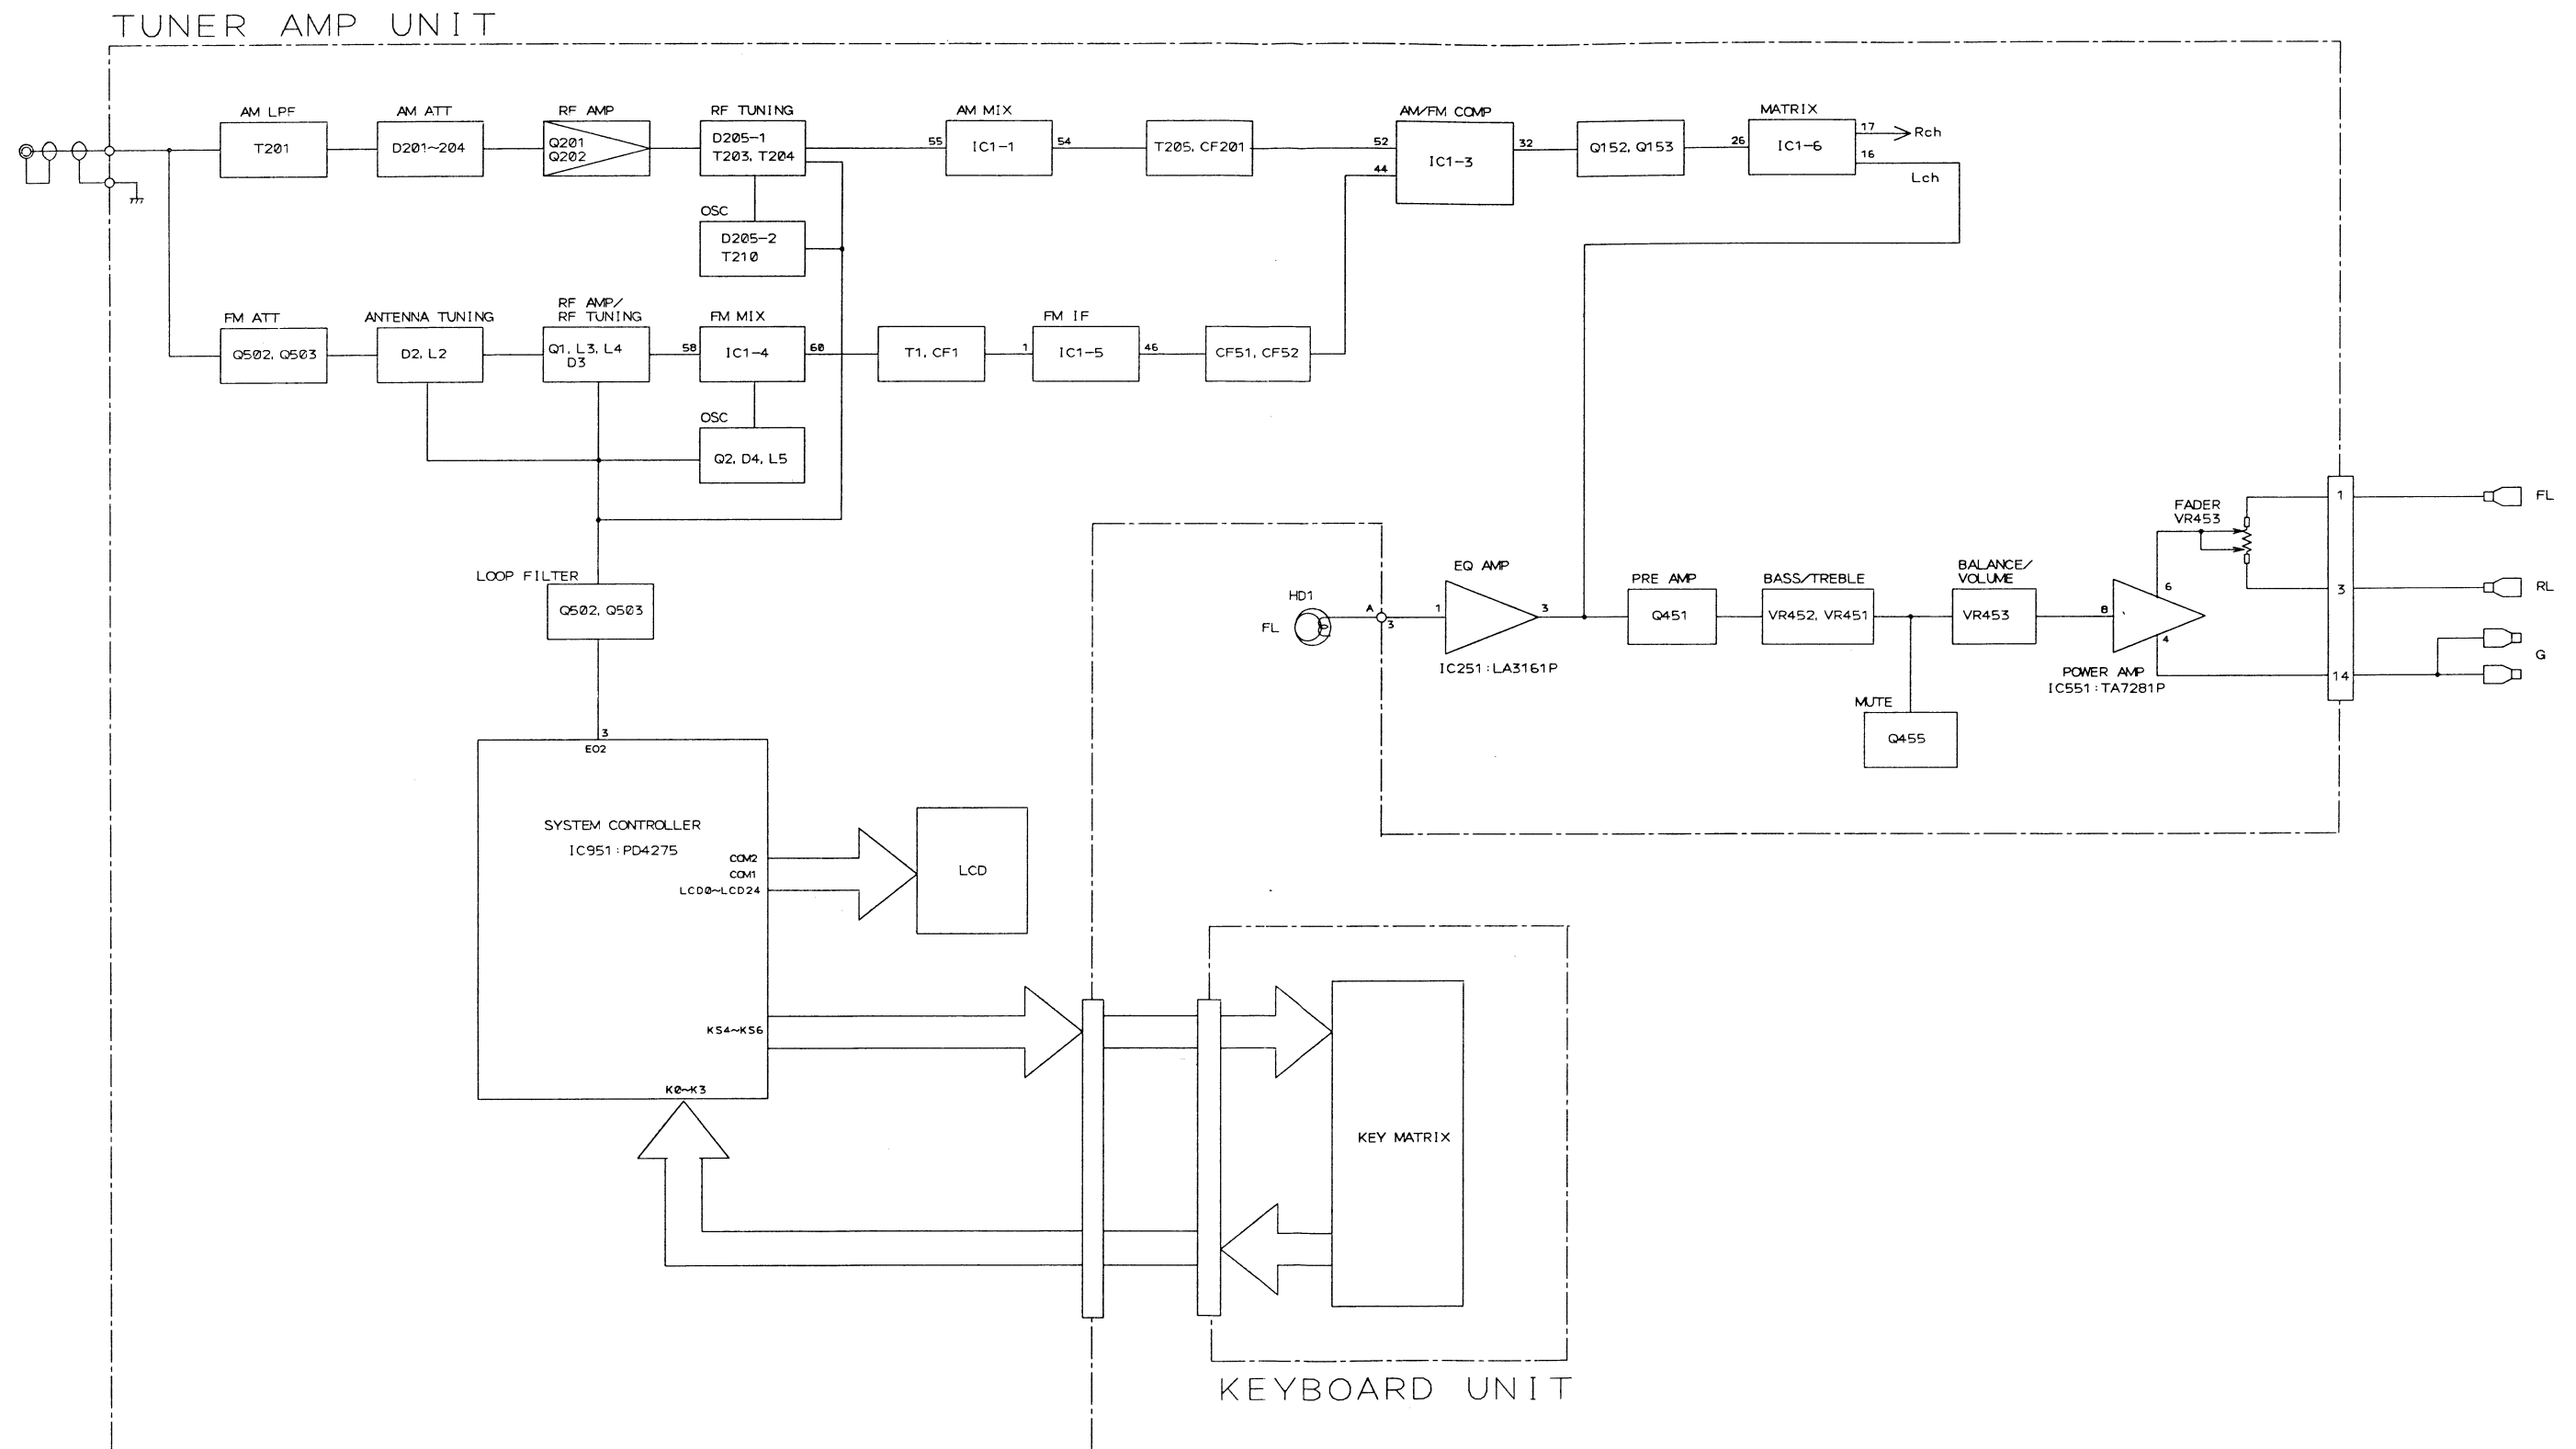 TUNER AMP UNIT
AM LPF
T201
AM ATT
D201~204
RF AMP
Q201
Q202
RF TUNING
D205-1
T203, T204
55
AM MIX
IC1-1
54
T205, CF201
52
44
AM/FM COMP
IC1-3
32
Q152, Q153
26
MATRIX
IC1-6
17
Rch
16
Lch
OSC
D205-2
T210
FM ATT
Q502, Q503
ANTENNA TUNING
D2, L2
RF AMP/
RF TUNING
Q1, L3, L4
D3
58
FM MIX
IC1-4
60
T1, CF1
1
FM IF
IC1-5
46
CF51, CF52
OSC
Q2, D4, L5
LOOP FILTER
Q502, Q503
HD1
FL
A
3
1
EQ AMP
3
IC251:LA3161P
PRE AMP
Q451
BASS/TREBLE
VR452, VR451
MUTE
Q455
BALANCE/
VOLUME
VR453
8
6
4
POWER AMP
IC551:TA7281P
FADER
VR453
1
FL
3
RL
14
G
3
EO2
SYSTEM CONTROLLER
IC951:PD4275
COM2
COM1
LCD0~LCD24
LCD
KS4~KS6
K0~K3
KEY MATRIX
KEYBOARD UNIT